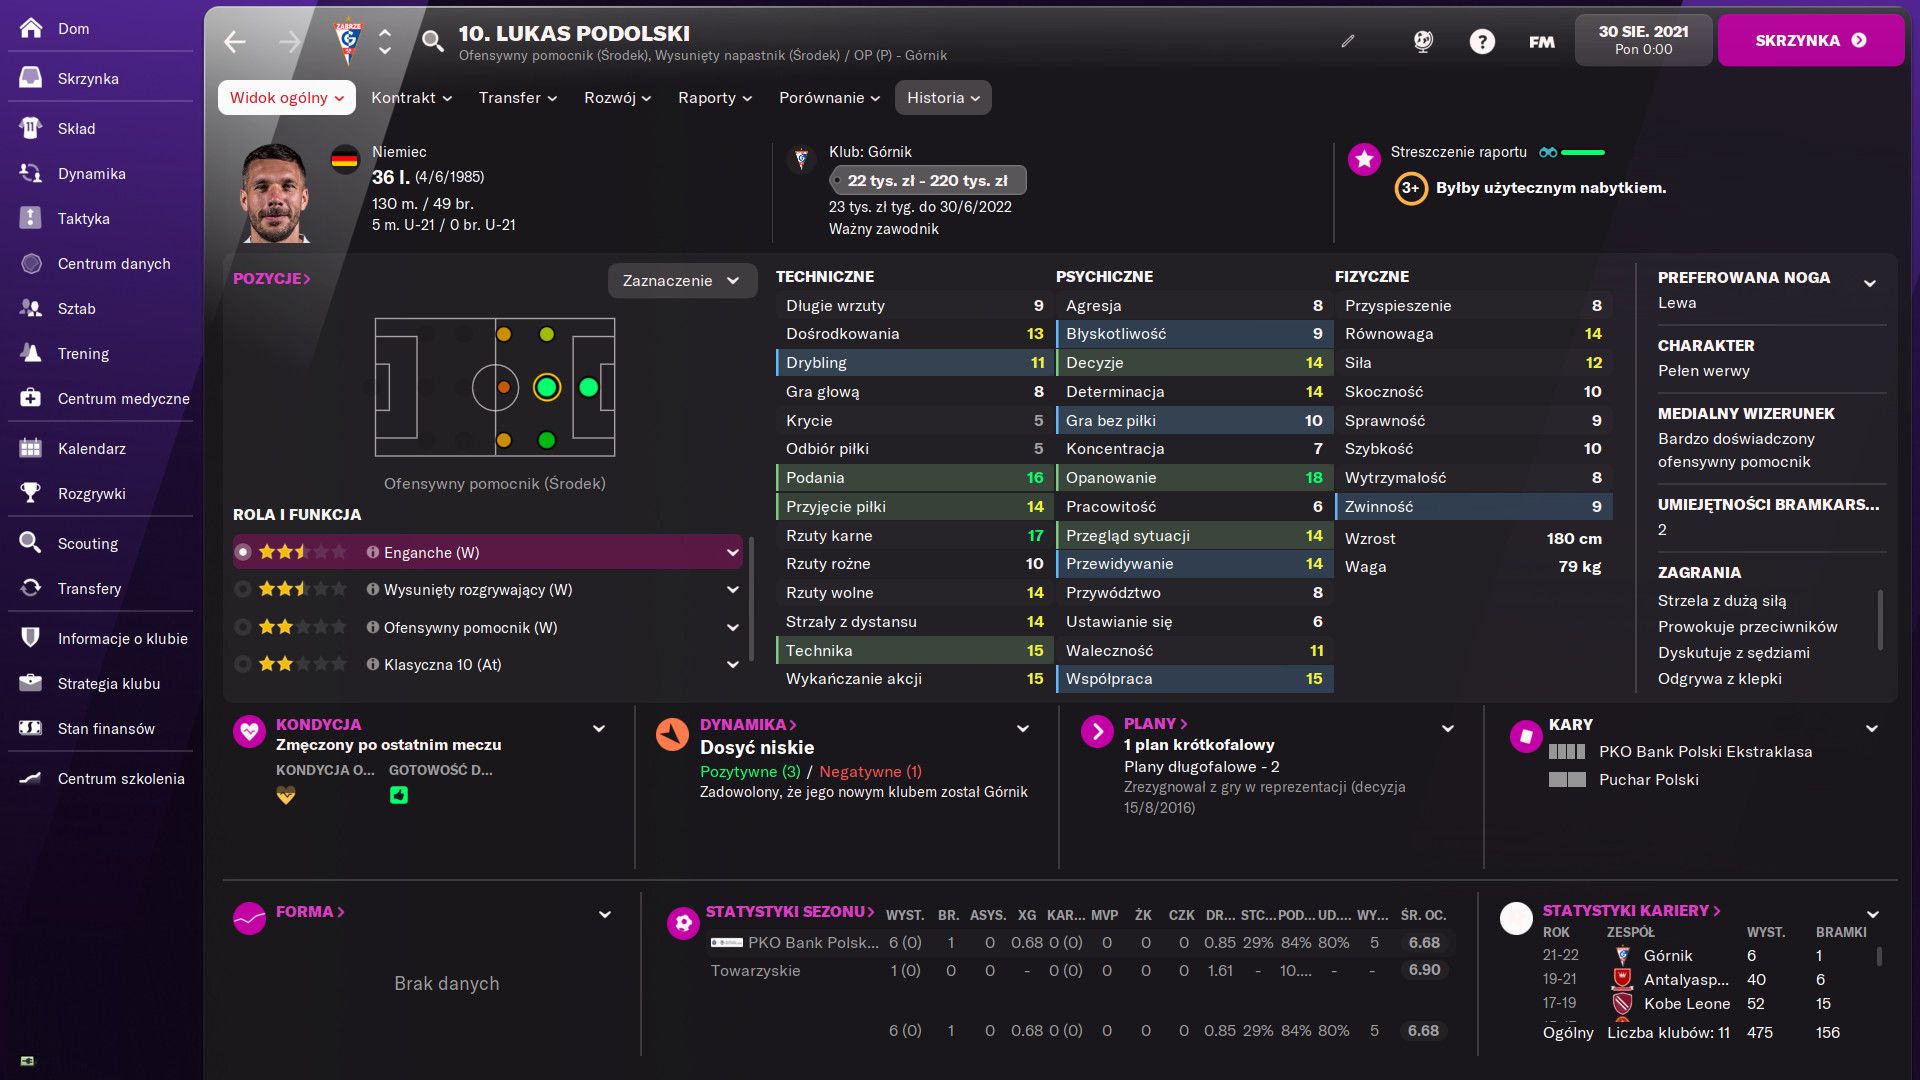 Dom
Skrzynka
Skład
Dynamika
Taktyka
Centrum danych
Sztab
Trening
Centrum medyczne
Kalendarz
Rozgrywki
Scouting
Transfery
Informacje o klubie
Strategia klubu
Stan finansów
Centrum szkolenia
10. LUKAS PODOLSKI
Ofensywny pomocnik (Środek), Wysunięty napastnik (Środek) / OP (P) - Górnik
FM
30 SIE. 2021
Pon 0:00
SKRZYNKA
Widok ogólny
Kontrakt
Transfer
Rozwój
Raporty
Porównanie
Historia
Niemiec
36 l. (4/6/1985)
130 m. / 49 br.
5 m. U-21 / 0 br. U-21
Klub: Górnik
22 tys. zł - 220 tys. zł
23 tys. zł tyg. do 30/6/2022
Ważny zawodnik
Streszczenie raportu
3+ Byłby użytecznym nabytkiem.
POZYCJE
Zaznaczenie
Ofensywny pomocnik (Środek)
ROLA I FUNKCJA
Enganche (W)
Wysunięty rozgrywający (W)
Ofensywny pomocnik (W)
Klasyczna 10 (At)
TECHNICZNE
Długie wrzuty 9
Dośrodkowania 13
Drybling 11
Gra głową 8
Krycie 5
Odbiór piłki 5
Podania 16
Przyjęcie piłki 14
Rzuty karne 17
Rzuty rożne 10
Rzuty wolne 14
Strzały z dystansu 14
Technika 15
Wykańczanie akcji 15
PSYCHICZNE
Agresja 8
Błyskotliwość 9
Decyzje 14
Determinacja 14
Gra bez piłki 10
Koncentracja 7
Opanowanie 18
Pracowitość 6
Przegląd sytuacji 14
Przewidywanie 14
Przywództwo 8
Ustawianie się 6
Waleczność 11
Współpraca 15
FIZYCZNE
Przyspieszenie 8
Równowaga 14
Siła 12
Skoczność 10
Sprawność 9
Szybkość 10
Wytrzymałość 8
Zwinność 9
Wzrost 180 cm
Waga 79 kg
PREFEROWANA NOGA
Lewa
CHARAKTER
Pełen werwy
MEDIALNY WIZERUNEK
Bardzo doświadczony
ofensywny pomocnik
UMIEJĘTNOŚCI BRAMKARS...
2
ZAGRANIA
Strzela z dużą siłą
Prowokuje przeciwników
Dyskutuje z sędziami
Odgrywa z klepki
KONDYCJA
Zmęczony po ostatnim meczu
KONDYCJA O... GOTOWOŚĆ D...
DYNAMIKA
Dosyć niskie
Pozytywne (3) / Negatywne (1)
Zadowolony, że jego nowym klubem został Górnik
PLANY
1 plan krótkofalowy
Plany długofalowe - 2
Zrezygnował z gry w reprezentacji (decyzja
15/8/2016)
KARY
PKO Bank Polski Ekstraklasa
Puchar Polski
FORMA
Brak danych
STATYSTYKI SEZONU WYST. BR. ASYS. XG KAR... MVP ŻK CZK DR... STC... POD... UD.... WY... ŚR. OC.
PKO Bank Polsk... 6 (0) 1 0 0.68 0 (0) 0 0 0 0.85 29% 84% 80% 5 6.68
Towarzyskie 1 (0) 0 0 - 0 (0) 0 0 0 1.61 - 10.... - - 6.90
6 (0) 1 0 0.68 0 (0) 0 0 0 0.85 29% 84% 80% 5 6.68
STATYSTYKI KARIERY
ROK ZESPÓŁ WYST. BRAMKI
21-22 Górnik 6 1
19-21 Antalyasp... 40 6
17-19 Kobe Leone 52 15
Ogólny Liczba klubów: 11 475 156